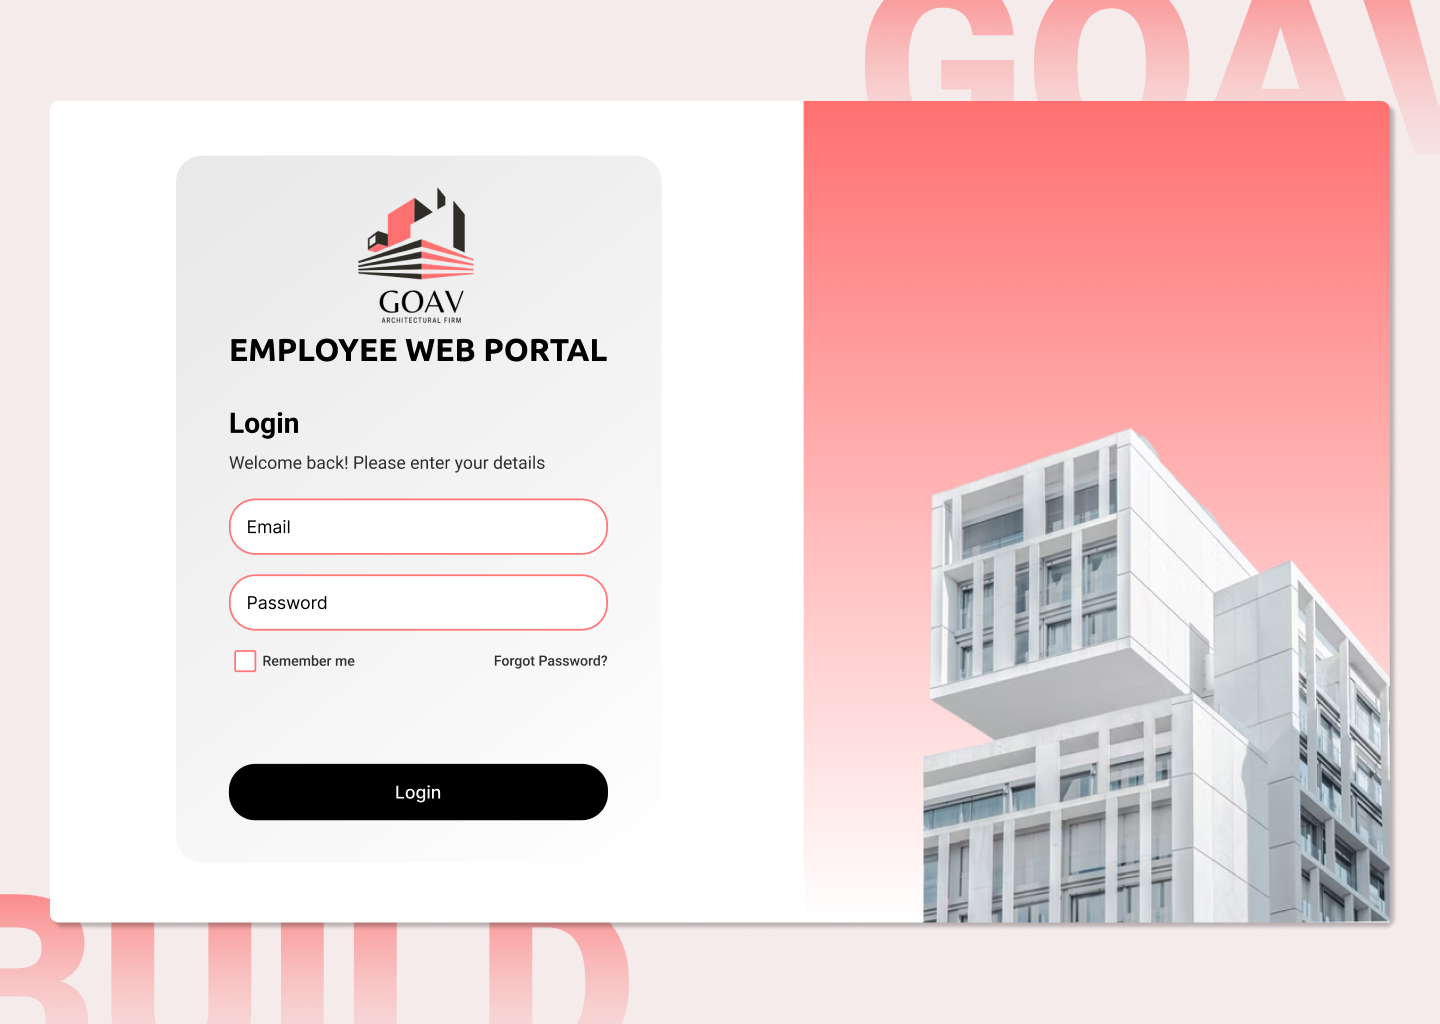 GOAV
GOAV
ARCHITECTURAL FIRM
EMPLOYEE WEB PORTAL
Login
Welcome back! Please enter your details
Email
Password
Remember me
Forgot Password?
Login
BUILD